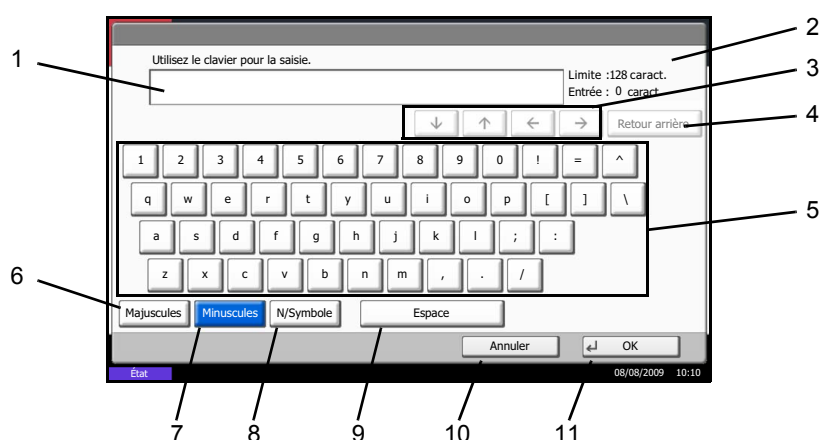 2
Utilisez le clavier pour la saisie.
1
Limite :128 caract.
3
Entrée : 0 caract.
↓ ↑ ← → Retour arrière
4
1 2 3 4 5 6 7 8 9 0 ! = ^
q w e r t y u i o p [ ] \
5
a s d f g h j k l ; :
z x c v b n m , . /
6
Majuscules Minuscules N/Symbole Espace
Annuler ↵ OK
État 08/08/2009 10:10
7 8 9 10 11